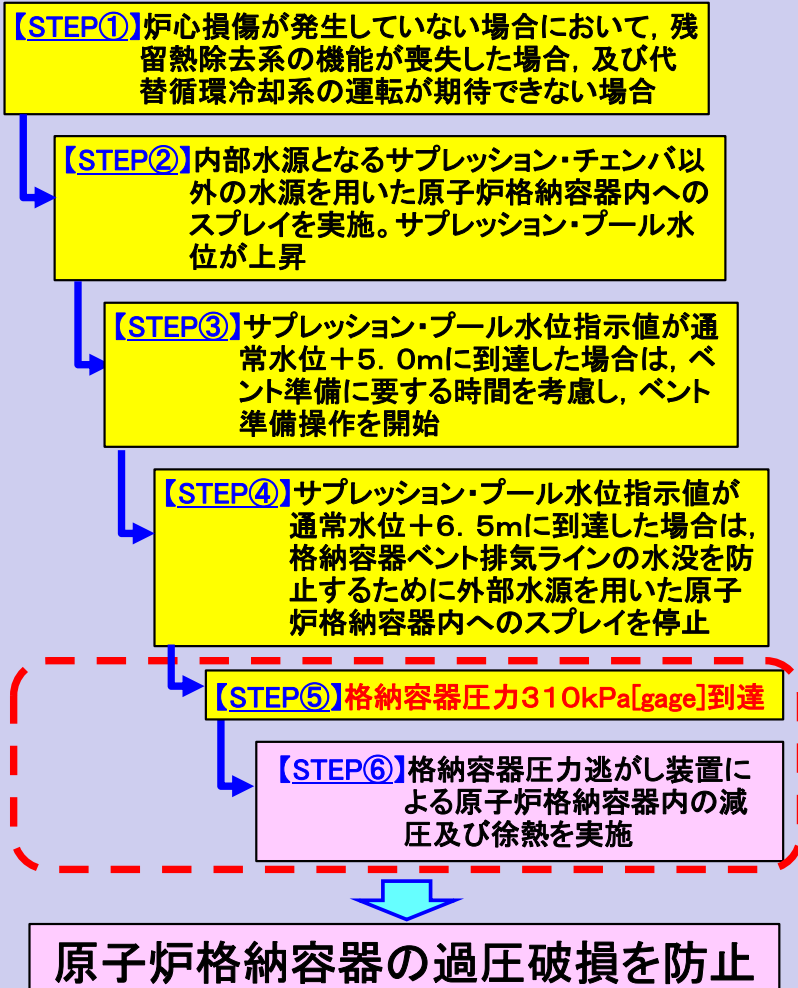 【STEP①】炉心損傷が発生していない場合において，残
留熱除去系の機能が喪失した場合，及び代
替循環冷却系の運転が期待できない場合
【STEP②】内部水源となるサプレッション・チェンバ以
外の水源を用いた原子炉格納容器内への
スプレイを実施。サプレッション・プール水
位が上昇
【STEP③】サプレッション・プール水位指示値が通
常水位＋５．０ｍに到達した場合は，ベ
ント準備に要する時間を考慮し，ベント
準備操作を開始
【STEP④】サプレッション・プール水位指示値が
通常水位＋６．５ｍに到達した場合は，
格納容器ベント排気ラインの水没を防
止するために外部水源を用いた原子
炉格納容器内へのスプレイを停止
【STEP⑤】格納容器圧力３１０kPa[gage]到達
【STEP⑥】格納容器圧力逃がし装置に
よる原子炉格納容器内の減
圧及び徐熱を実施
原子炉格納容器の過圧破損を防止